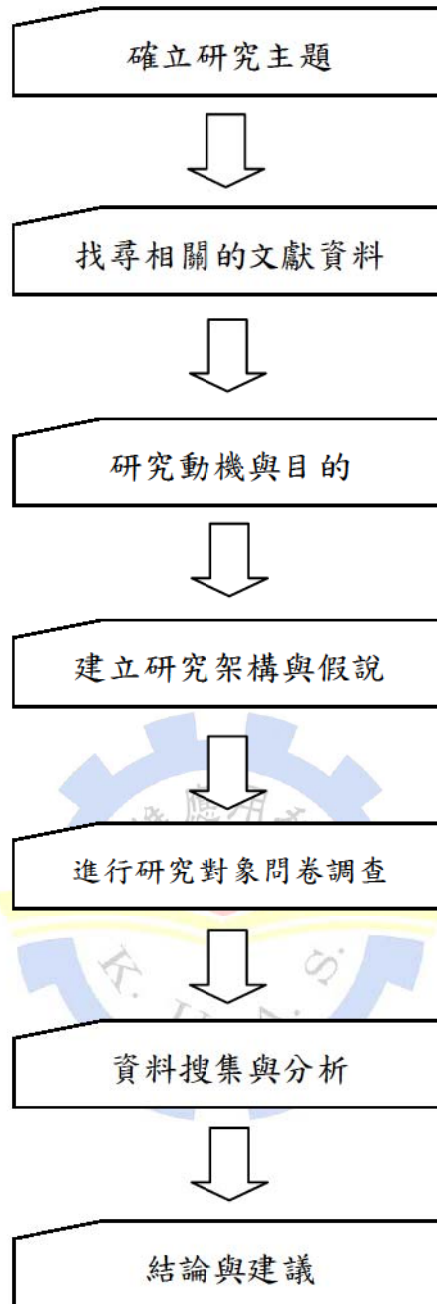 確立研究主題
找尋相關的文獻資料
研究動機與目的
建立研究架構與假說
應用
進行研究對象問卷調查
K. U. A. S.
資料搜集與分析
結論與建議